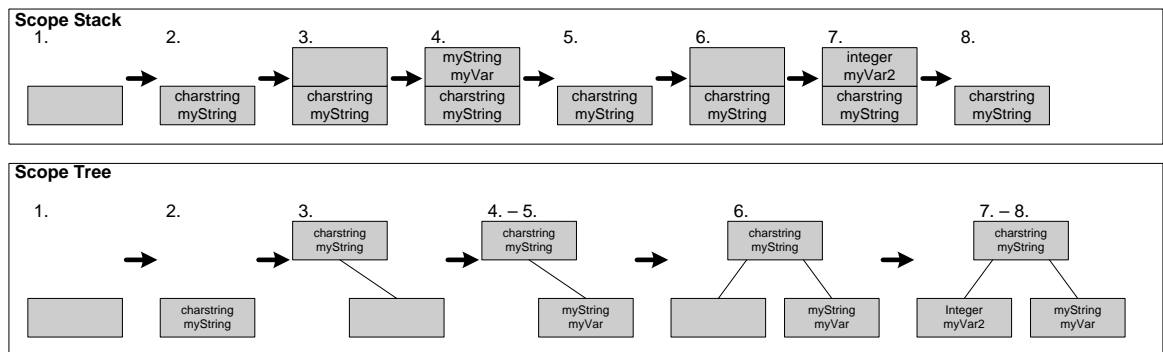 Scope Stack
1.
2.
3.
4.
5.
6.
7.
8.
myString
myVar
integer
myVar2
charstring
myString
charstring
myString
charstring
myString
charstring
myString
charstring
myString
charstring
myString
charstring
myString
Scope Tree
1.
2.
3.
4. – 5.
6.
7. – 8.
charstring
myString
charstring
myString
charstring
myString
charstring
myString
charstring
myString
myString
myVar
myString
myVar
Integer
myVar2
myString
myVar